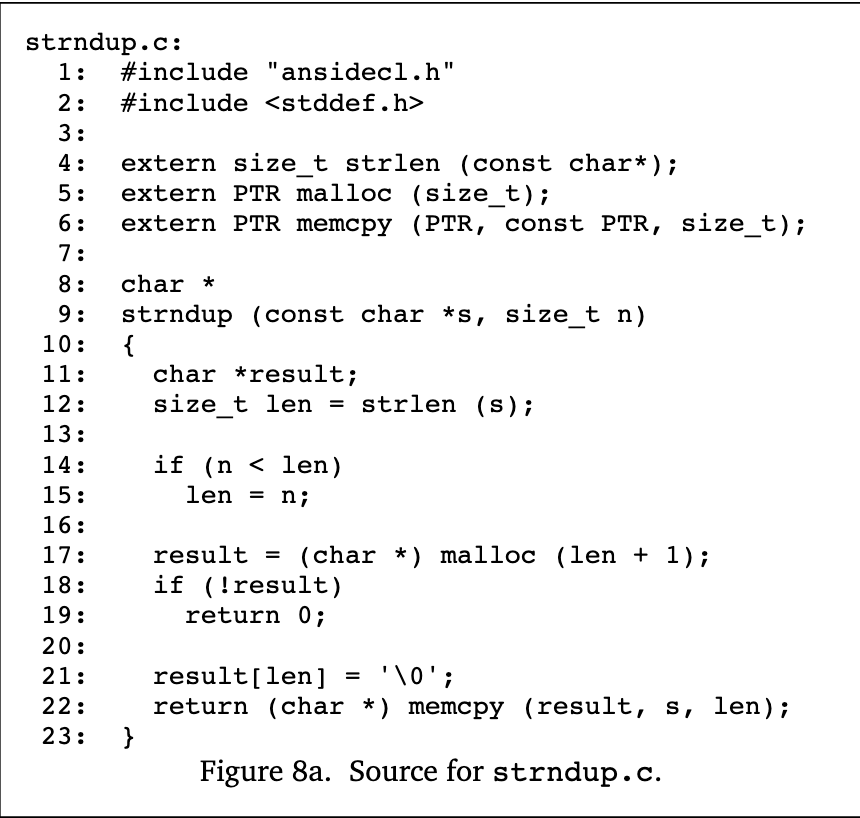 strndup.c:
1: #include "ansidecl.h"
2: #include <stddef.h>
3:
4: extern size_t strlen (const char*);
5: extern PTR malloc (size_t);
6: extern PTR memcpy (PTR, const PTR, size_t);
7:
8: char *
9: strndup (const char *s, size_t n)
10: {
11:   char *result;
12:   size_t len = strlen (s);
13:
14:   if (n < len)
15:     len = n;
16:
17:   result = (char *) malloc (len + 1);
18:   if (!result)
19:     return 0;
20:
21:   result[len] = '\0';
22:   return (char *) memcpy (result, s, len);
23: }
Figure 8a. Source for strndup.c.